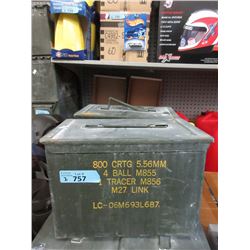 757
800 CRTG 5.56MM
4 BALL M855
1 TRACER M856
M27 LINK
LC-06M693L687